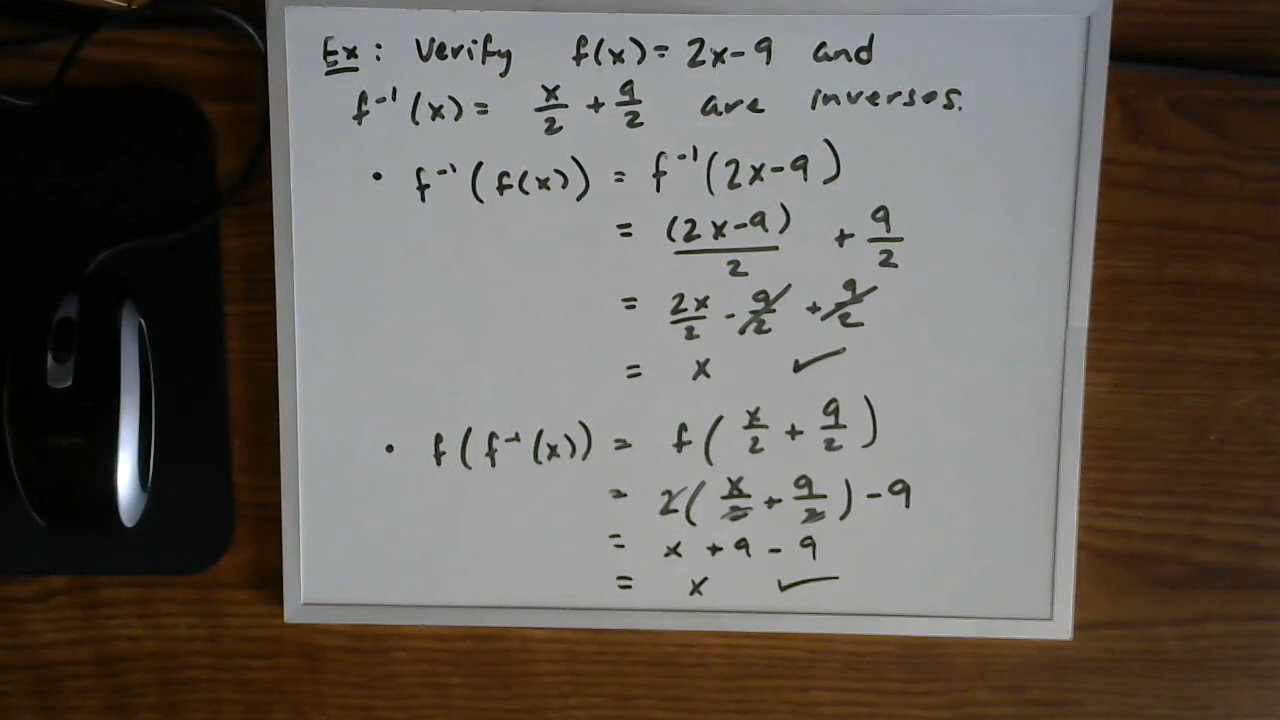 Ex: Verify f(x) = 2x-9 and
f⁻¹(x) = x/2 + 9/2 are inverses.
• f⁻¹(f(x)) = f⁻¹(2x-9)
= (2x-9)/2 + 9/2
= 2x/2 - 9/2 + 9/2
= x ✓
• f(f⁻¹(x)) = f(x/2 + 9/2)
= 2(x/2 + 9/2) - 9
= x + 9 - 9
= x ✓